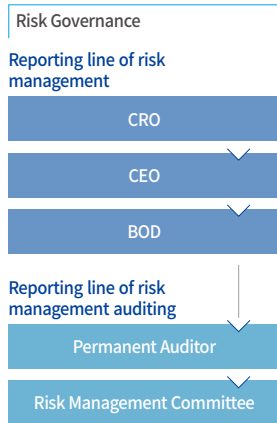 Risk Governance
Reporting line of risk
management
CRO
CEO
BOD
Reporting line of risk
management auditing
Permanent Auditor
Risk Management Committee